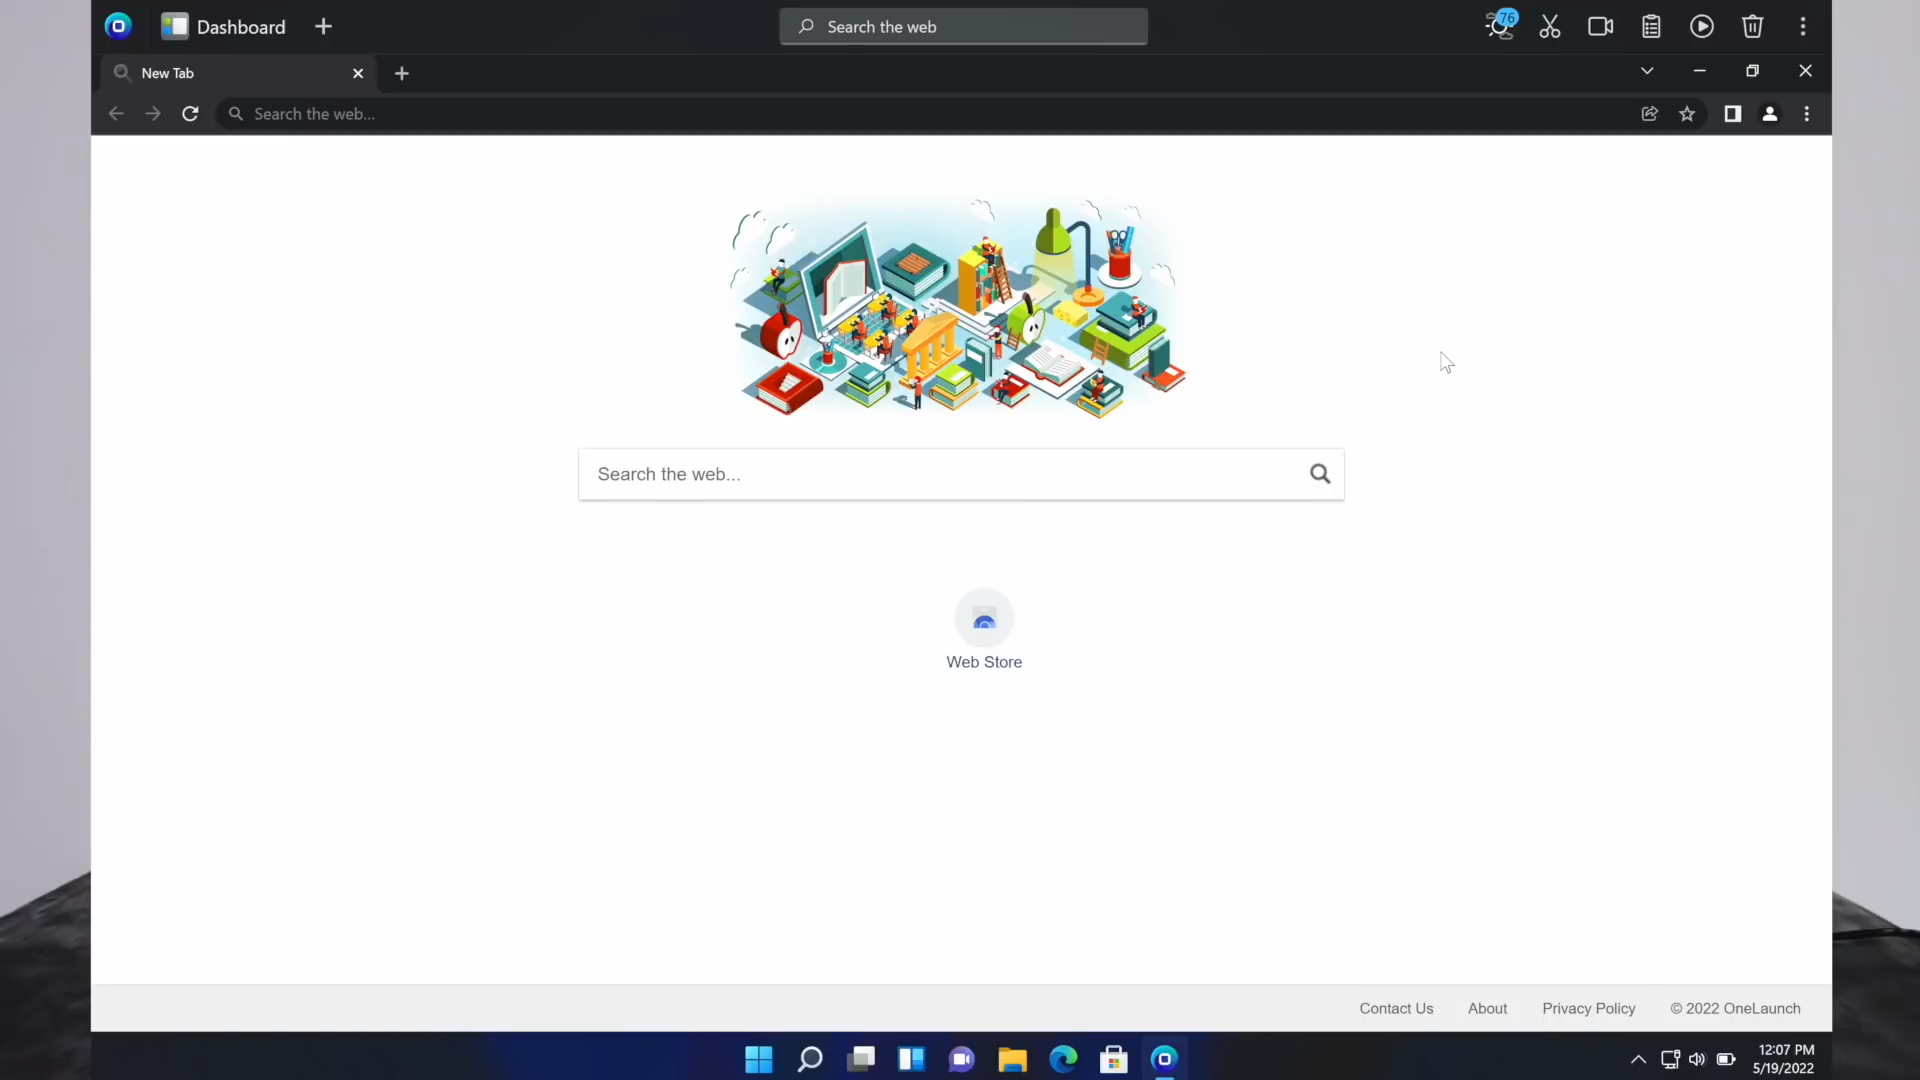 Dashboard
Search the web
76
New Tab
Search the web...
Search the web...
Web Store
Contact Us
About
Privacy Policy
© 2022 OneLaunch
12:07 PM
5/19/2022